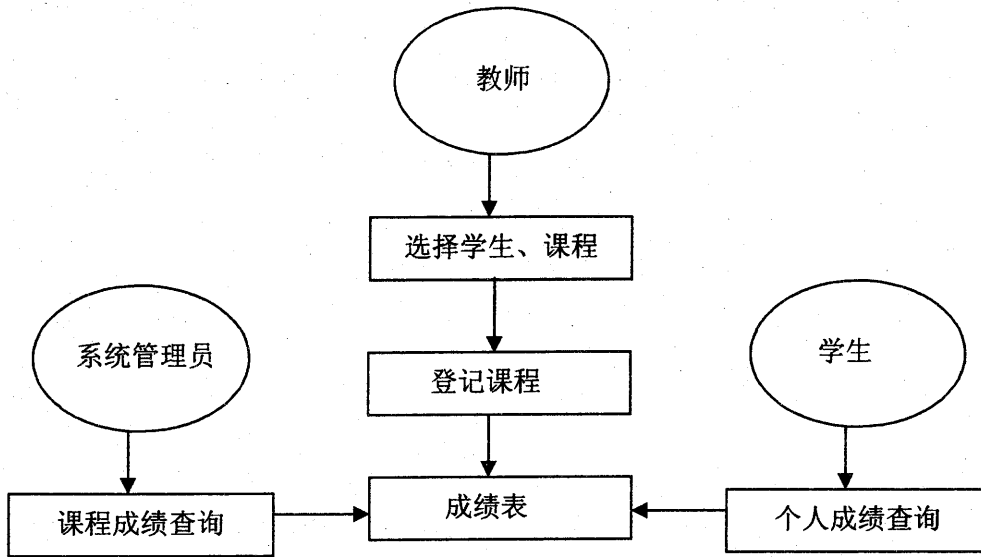 教师
选择学生、课程
系统管理员
学生
登记课程
课程成绩查询
成绩表
个人成绩查询